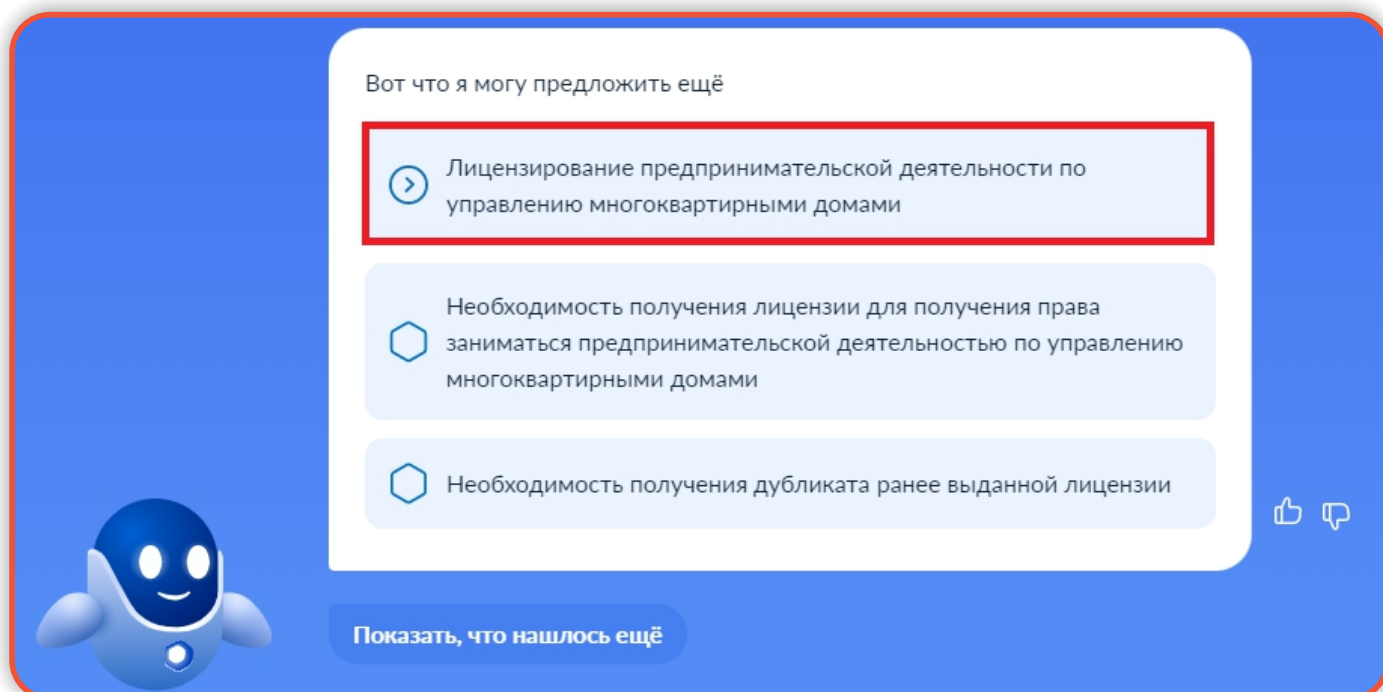 Вот что я могу предложить ещё
Лицензирование предпринимательской деятельности по
управлению многоквартирными домами
Необходимость получения лицензии для получения права
заниматься предпринимательской деятельностью по управлению
многоквартирными домами
Необходимость получения дубликата ранее выданной лицензии
Показать, что нашлось ещё